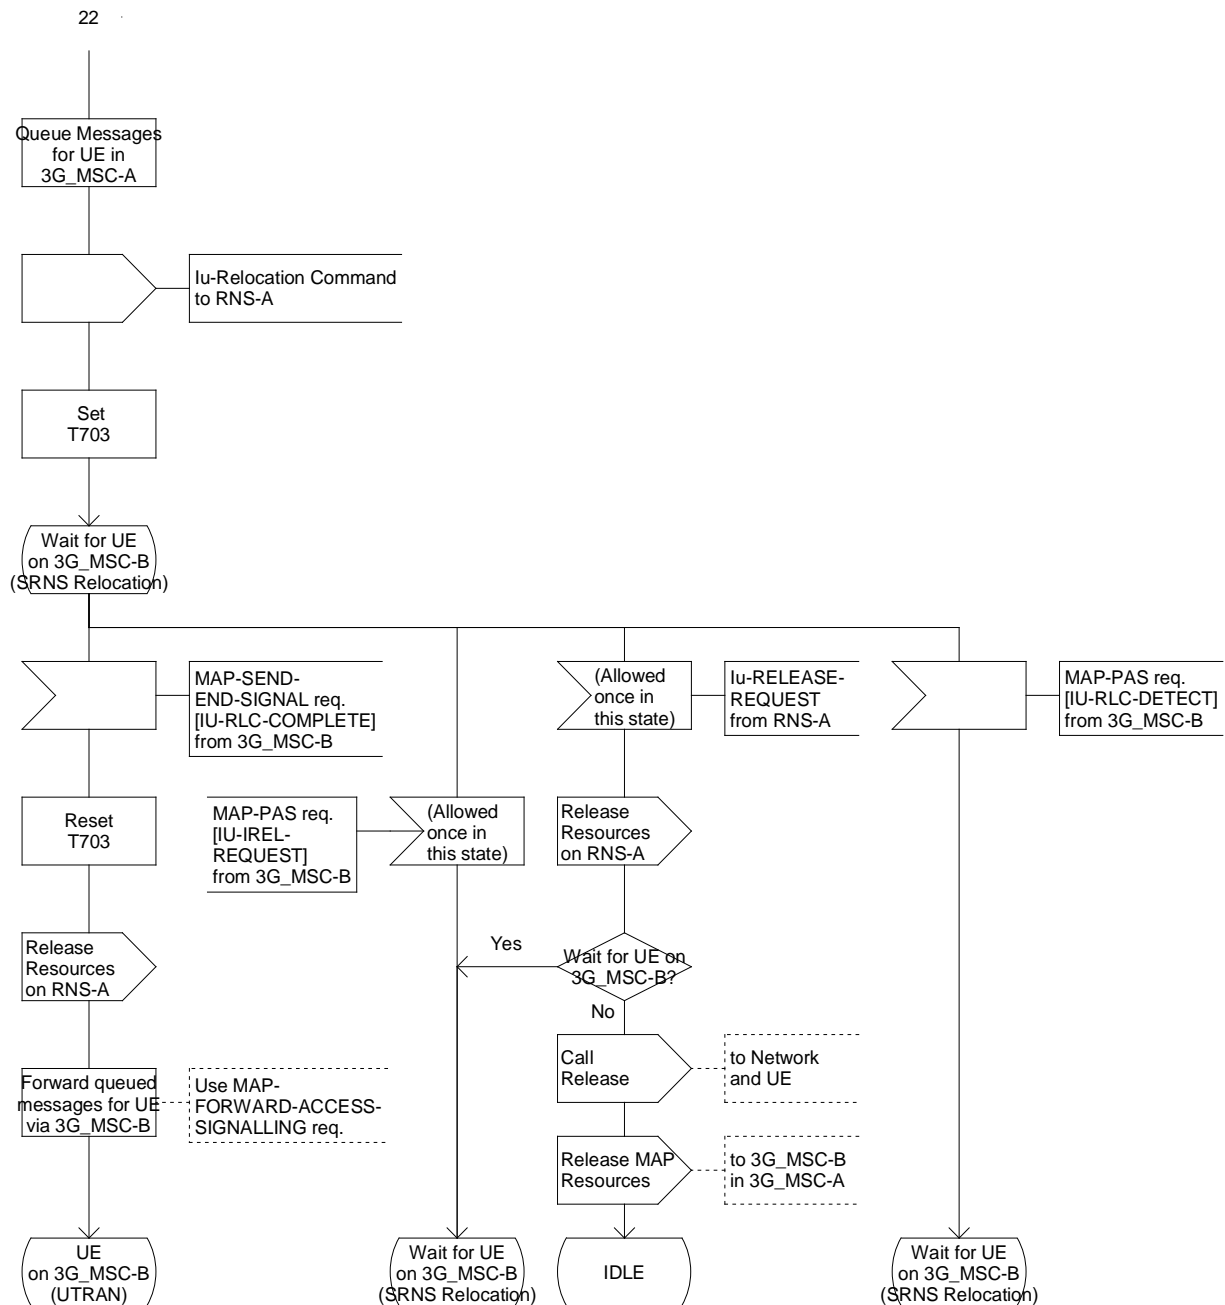 22
Queue Messages
for UE in
3G_MSC-A
Iu-Relocation Command
to RNS-A
Set
T703
Wait for UE
on 3G_MSC-B
(SRNS Relocation)
MAP-SEND-
END-SIGNAL req.
[IU-RLC-COMPLETE]
from 3G_MSC-B
(Allowed
once in
this state)
Iu-RELEASE-
REQUEST
from RNS-A
MAP-PAS req.
[IU-RLC-DETECT]
from 3G_MSC-B
Reset
T703
MAP-PAS req.
[IU-IREL-
REQUEST]
from 3G_MSC-B
(Allowed
once in
this state)
Release
Resources
on RNS-A
Release
Resources
on RNS-A
Yes
Wait for UE on
3G_MSC-B?
No
Forward queued
messages for UE
via 3G_MSC-B
Use MAP-
FORWARD-ACCESS-
SIGNALLING req.
Call
Release
to Network
and UE
Release MAP
Resources
to 3G_MSC-B
in 3G_MSC-A
UE
on 3G_MSC-B
(UTRAN)
Wait for UE
on 3G_MSC-B
(SRNS Relocation)
IDLE
Wait for UE
on 3G_MSC-B
(SRNS Relocation)